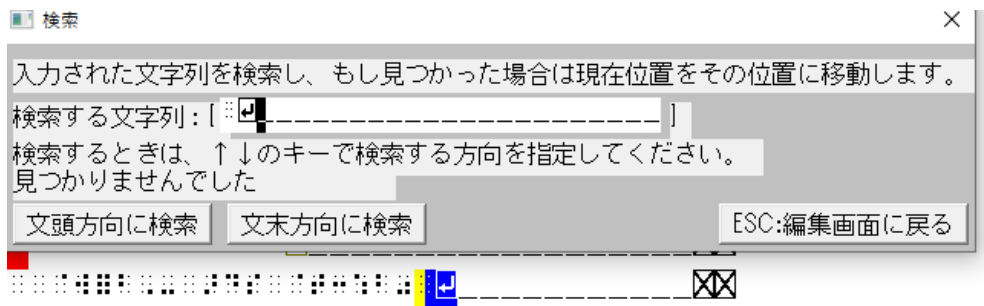 検索
入力された文字列を検索し、もし見つかった場合は現在位置をその位置に移動します。
検索する文字列：[ ↵_ _ _ _ _ _ _ _ _ _ _ _ _ _ _ _ _ _ _ _ _ _ ]
検索するときは、↑↓のキーで検索する方向を指定してください。
見つかりませんでした
文頭方向に検索 文末方向に検索 ESC:編集画面に戻る